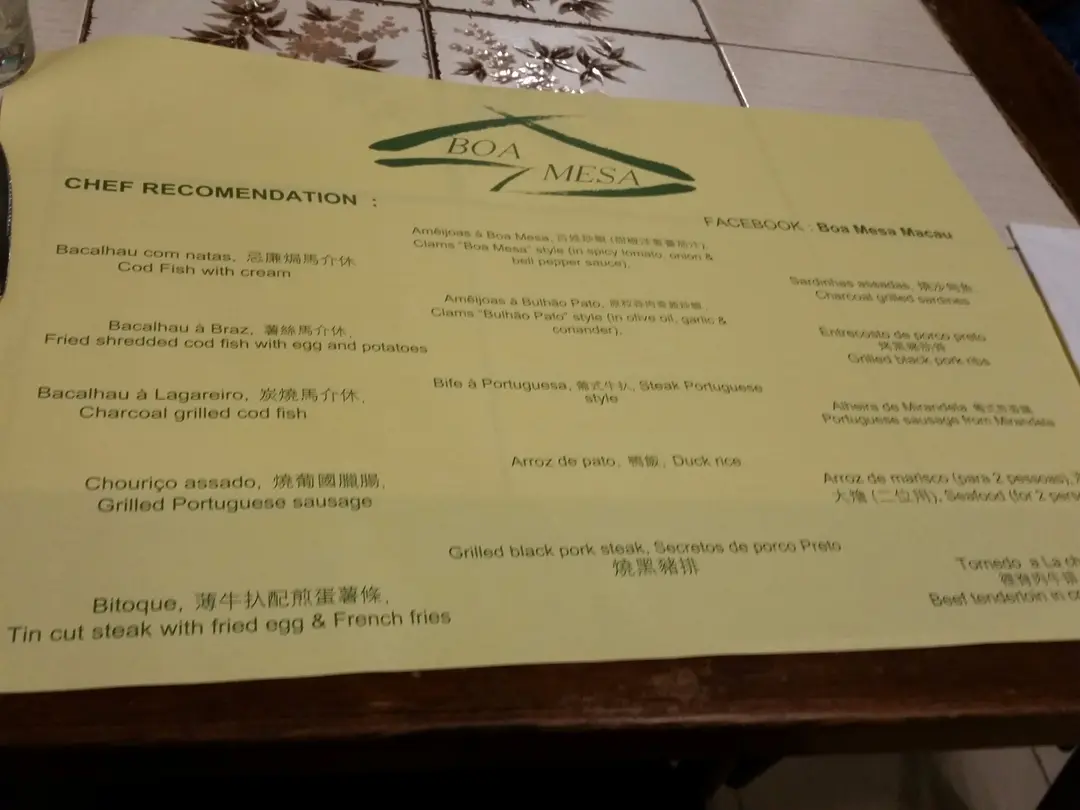 BOA
MESA
CHEF RECOMENDATION :
FACEBOOK : Boa Mesa Macau
Bacalhau com natas, 忌廉焗馬介休
Cod Fish with cream
Bacalhau à Braz, 薯絲馬介休,
Fried shredded cod fish with egg and potatoes
Bacalhau à Lagareiro, 炭燒馬介休,
Charcoal grilled cod fish
Chouriço assado, 燒葡國臘腸,
Grilled Portuguese sausage
Bitoque, 薄牛扒配煎蛋薯條,
Tin cut steak with fried egg & French fries
Amêijoas à Boa Mesa,
Clams "Boa Mesa" style (in spicy tomato, onion &
bell pepper sauce),
Amêijoas à Bulhão Pato,
Clams "Bulhão Pato" style (in olive oil, garlic &
coriander),
Bife à Portuguesa, 葡式牛扒, Steak Portuguese
style
Arroz de pato, 鴨飯, Duck rice
Grilled black pork steak, Secretos de porco Preto
燒黑豬排
Sardinhas assadas,
Charcoal grilled sardines
Entrecosto de porco preto
Grilled black pork ribs
Alheira de Mirandela
Portuguese sausage from Mirandela
Arroz de marisco (para 2 pessoas),
大燴 (二位用), Seafood (for 2
Tornedo a La
Beef tenderloin in